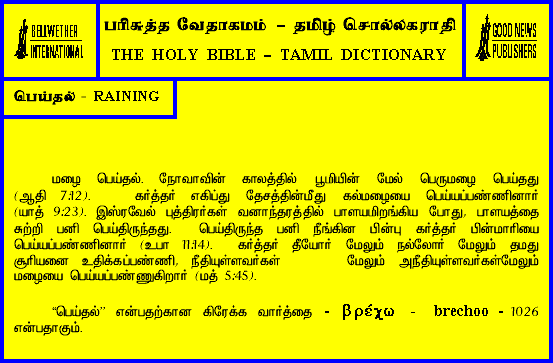 BELLWETHER
INTERNATIONAL
பரிசுத்த வேதாகமம் – தமிழ் சொல்லகராதி
THE HOLY BIBLE – TAMIL DICTIONARY
GOOD NEWS
PUBLISHERS
பெய்தல் - RAINING
மழை பெய்தல். நோவாவின் காலத்தில் பூமியின் மேல் பெருமழை பெய்தது
(ஆதி 7:12). கர்த்தர் எகிப்து தேசத்தின்மீது கல்மழையை பெய்யப்பண்ணினார்
(யாத் 9:23). இஸ்ரவேல் புத்திரர்கள் வனாந்தரத்தில் பாளயமிறங்கிய போது, பாளயத்தை
சுற்றி பனி பெய்திருந்தது. பெய்திருந்த பனி நீங்கின பின்பு கர்த்தர் பின்மாரியை
பெய்யப்பண்ணினார் (உபா 11:14). கர்த்தர் தீயோர் மேலும் நல்லோர் மேலும் தமது
சூரியனை உதிக்கப்பண்ணி, நீதியுள்ளவர்கள் மேலும் அநீதியுள்ளவர்கள்மேலும்
மழையை பெய்யப்பண்ணுகிறார் (மத் 5:45).
“பெய்தல்” என்பதற்கான கிரேக்க வார்த்தை - βρέχω - brechoo - 1026
என்பதாகும்.